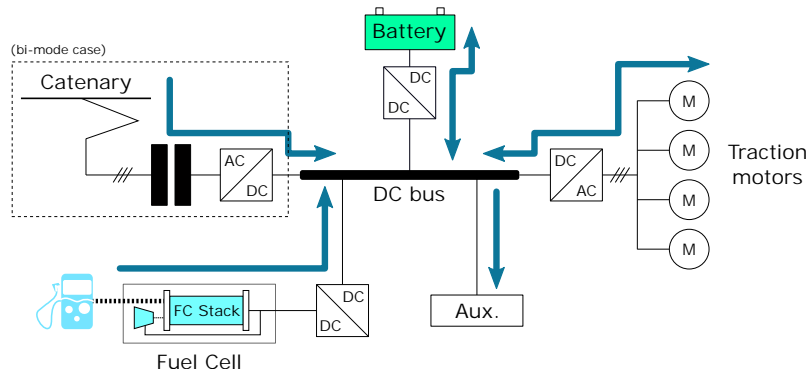 (bi-mode case)
Catenary
Battery
DC
DC
AC
DC
DC bus
DC
AC
M
M
M
M
Traction
motors
FC Stack
Fuel Cell
DC
DC
Aux.